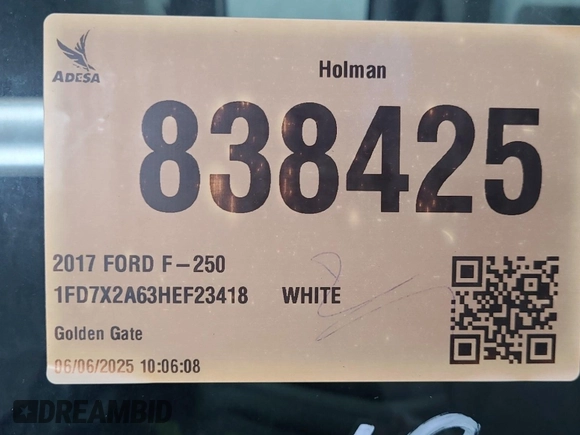 ADESA
Holman
838425
2017 FORD F-250
1FD7X2A63HEF23418 WHITE
Golden Gate
06/06/2025 10:06:08
DREAMBID